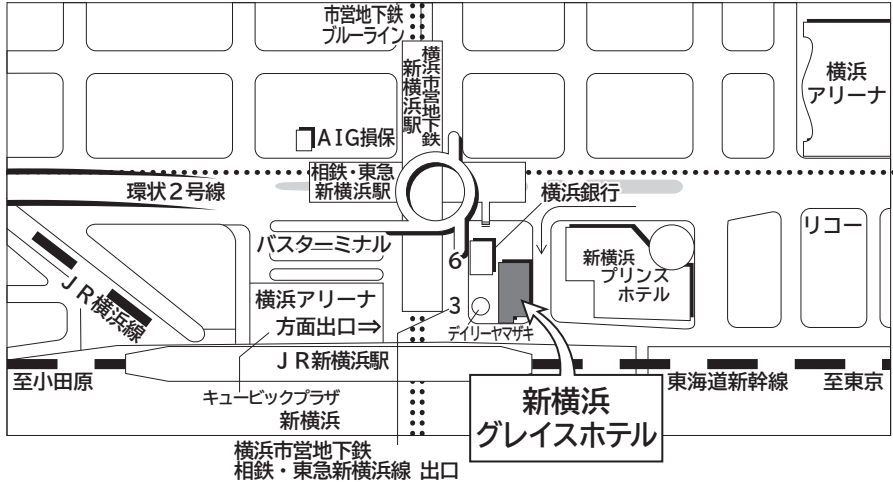 市営地下鉄
ブルーライン
横浜市営地下鉄
新横浜駅
横浜
アリーナ
AIG損保
相鉄・東急
新横浜駅
環状2号線
横浜銀行
リコー
バスターミナル
6
新横浜
プリンス
ホテル
JR横浜線
横浜アリーナ
方面出口⇒
3
デイリーヤマザキ
JR新横浜駅
至小田原
東海道新幹線
至東京
キュービックプラザ
新横浜
新横浜
グレイスホテル
横浜市営地下鉄
相鉄・東急新横浜線 出口